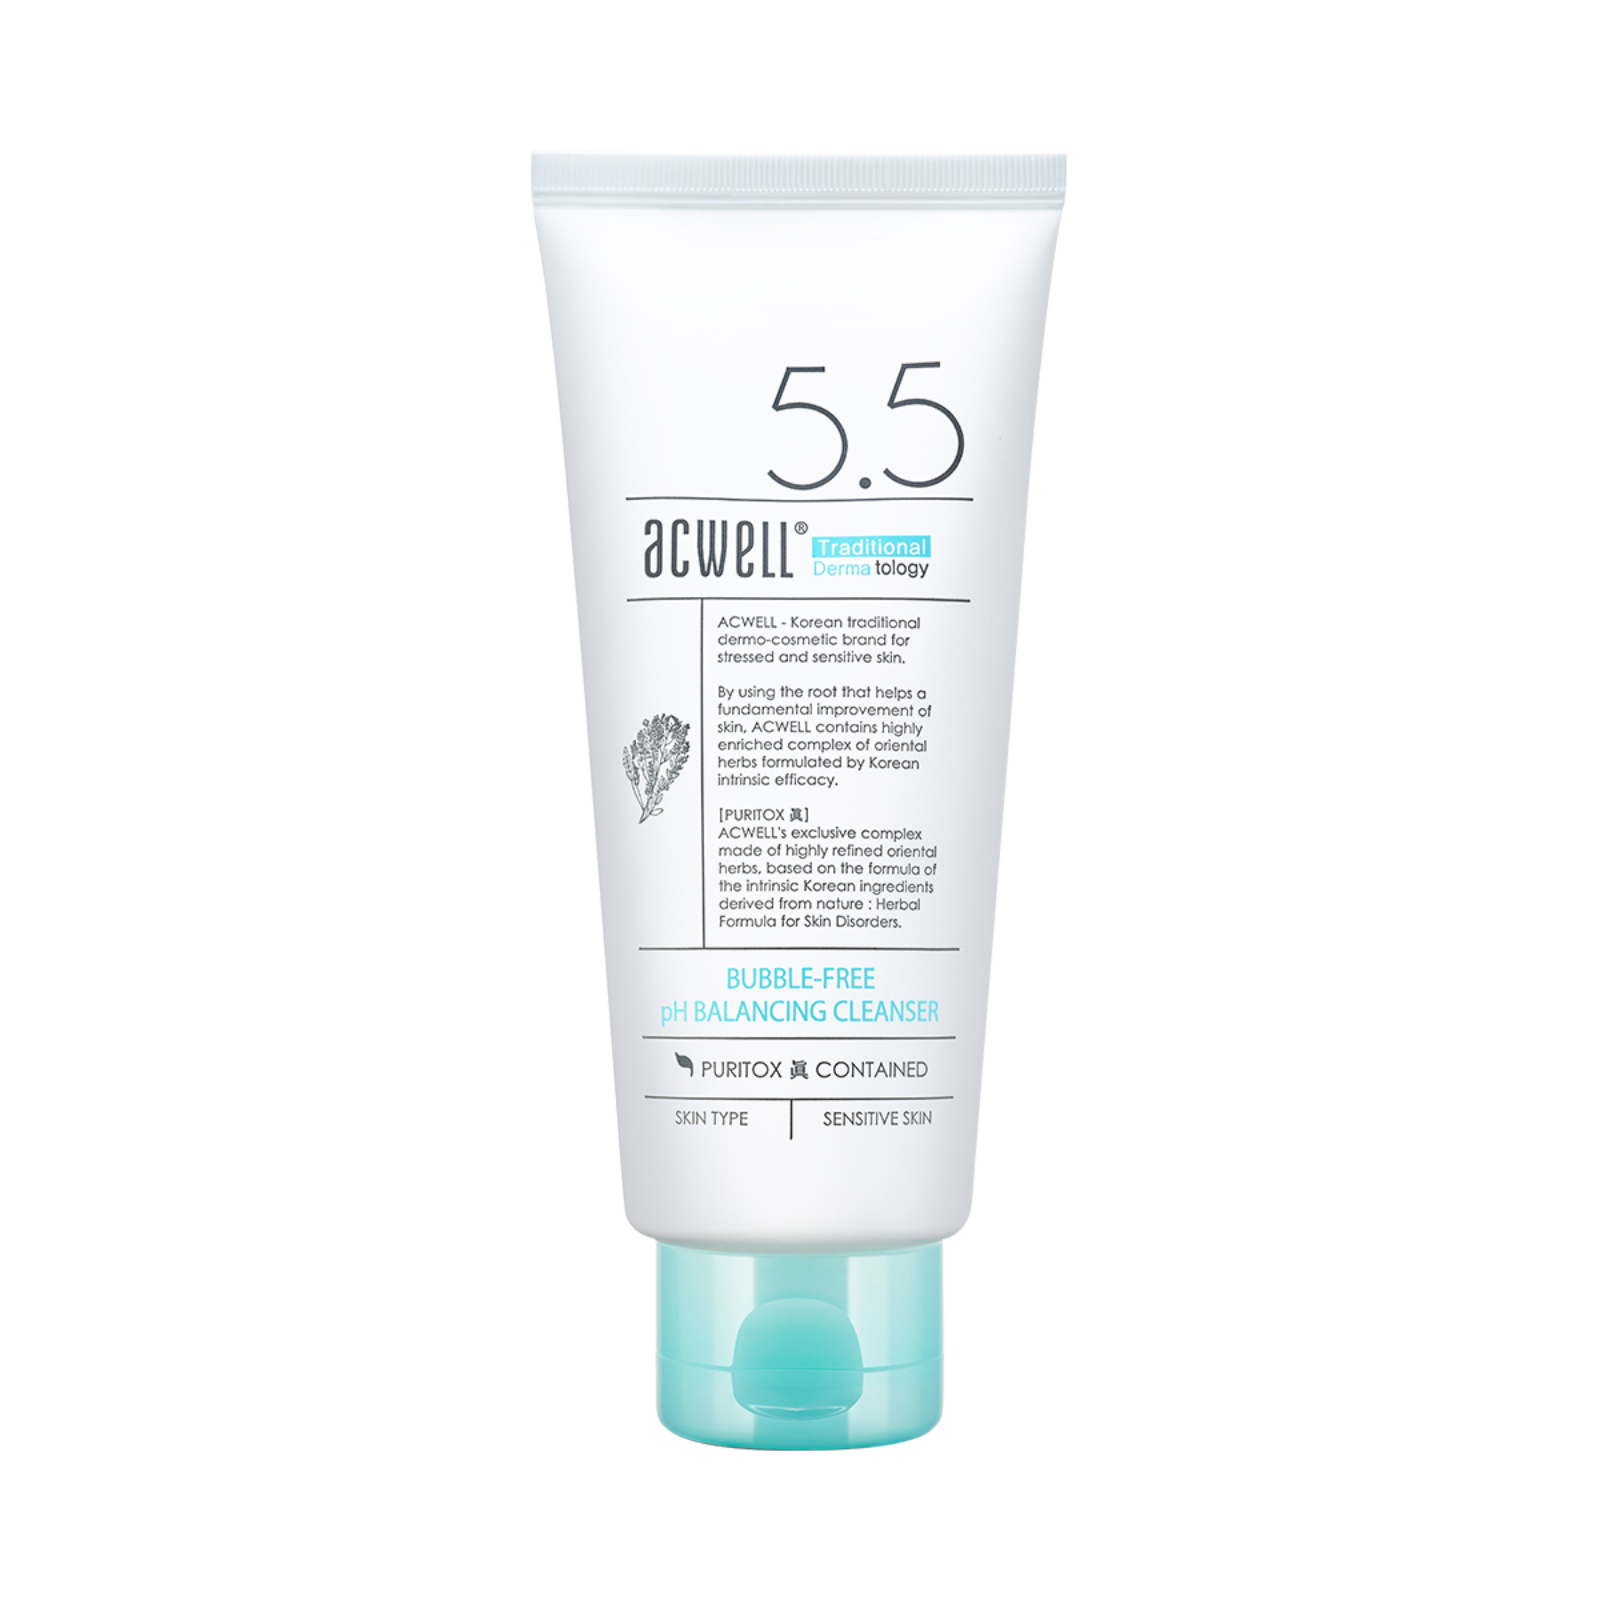 5.5
acwell® Traditional
Derma tology
ACWELL - Korean traditional
dermo-cosmetic brand for
stressed and sensitive skin.
By using the root that helps a
fundamental improvement of
skin, ACWELL contains highly
enriched complex of oriental
herbs formulated by Korean
intrinsic efficacy.
[PURITOX 眞]
ACWELL's exclusive complex
made of highly refined oriental
herbs, based on the formula of
the intrinsic Korean ingredients
derived from nature : Herbal
Formula for Skin Disorders.
BUBBLE-FREE
pH BALANCING CLEANSER
PURITOX 眞 CONTAINED
SKIN TYPE SENSITIVE SKIN